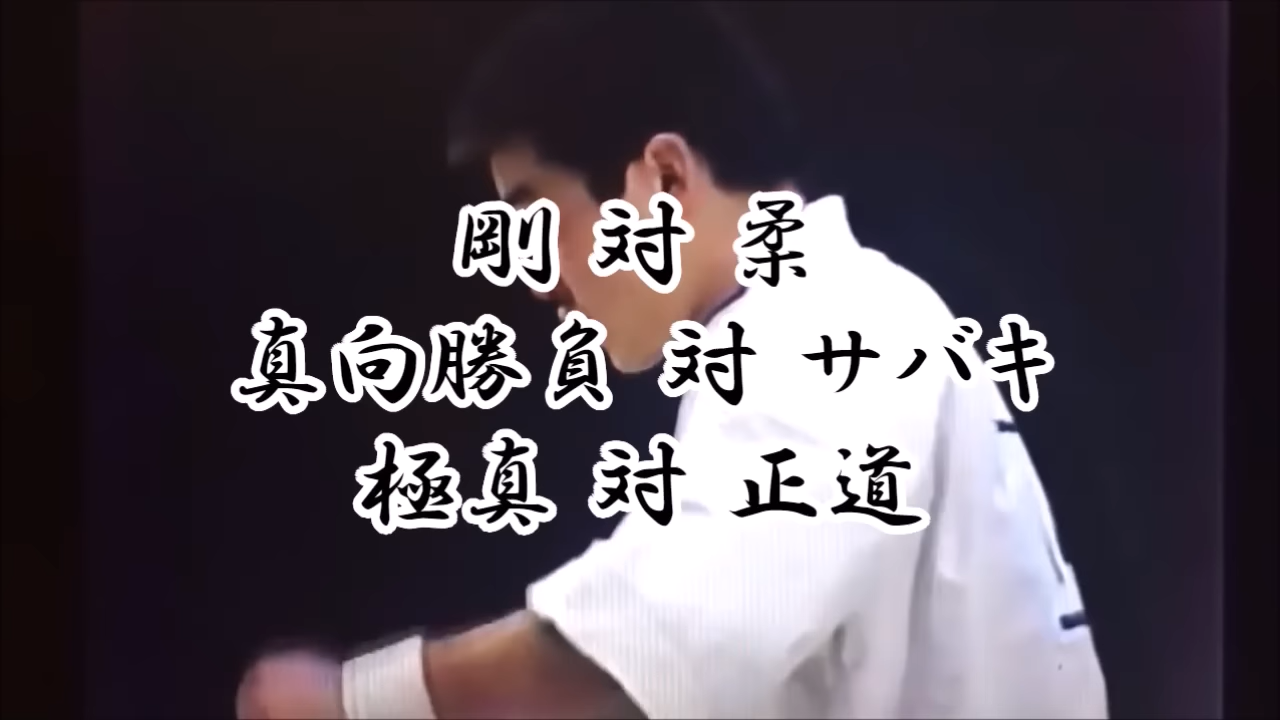 剛 対 柔
真向勝負 対 サバキ
極真 対 正道